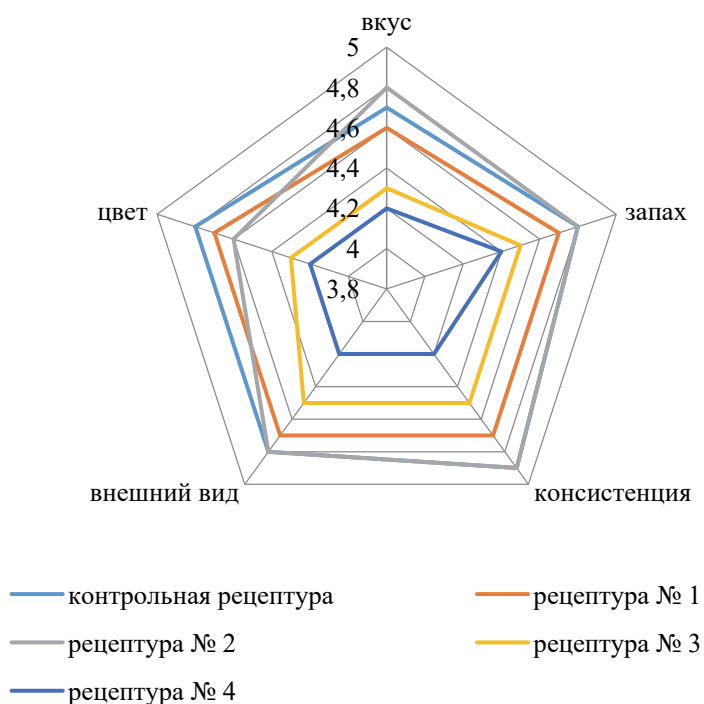 вкус
5
4,8
4,6
4,4
4,2
4
3,8
цвет
запах
внешний вид
консистенция
контрольная рецептура
рецептура № 1
рецептура № 2
рецептура № 3
рецептура № 4